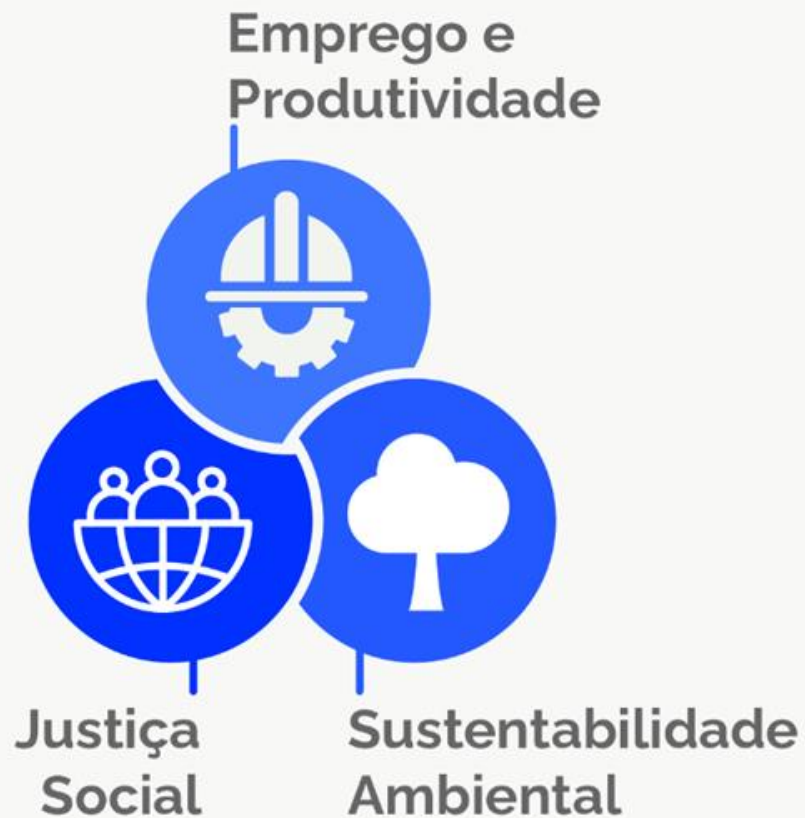 Emprego e
Produtividade
Justiça
Social
Sustentabilidade
Ambiental